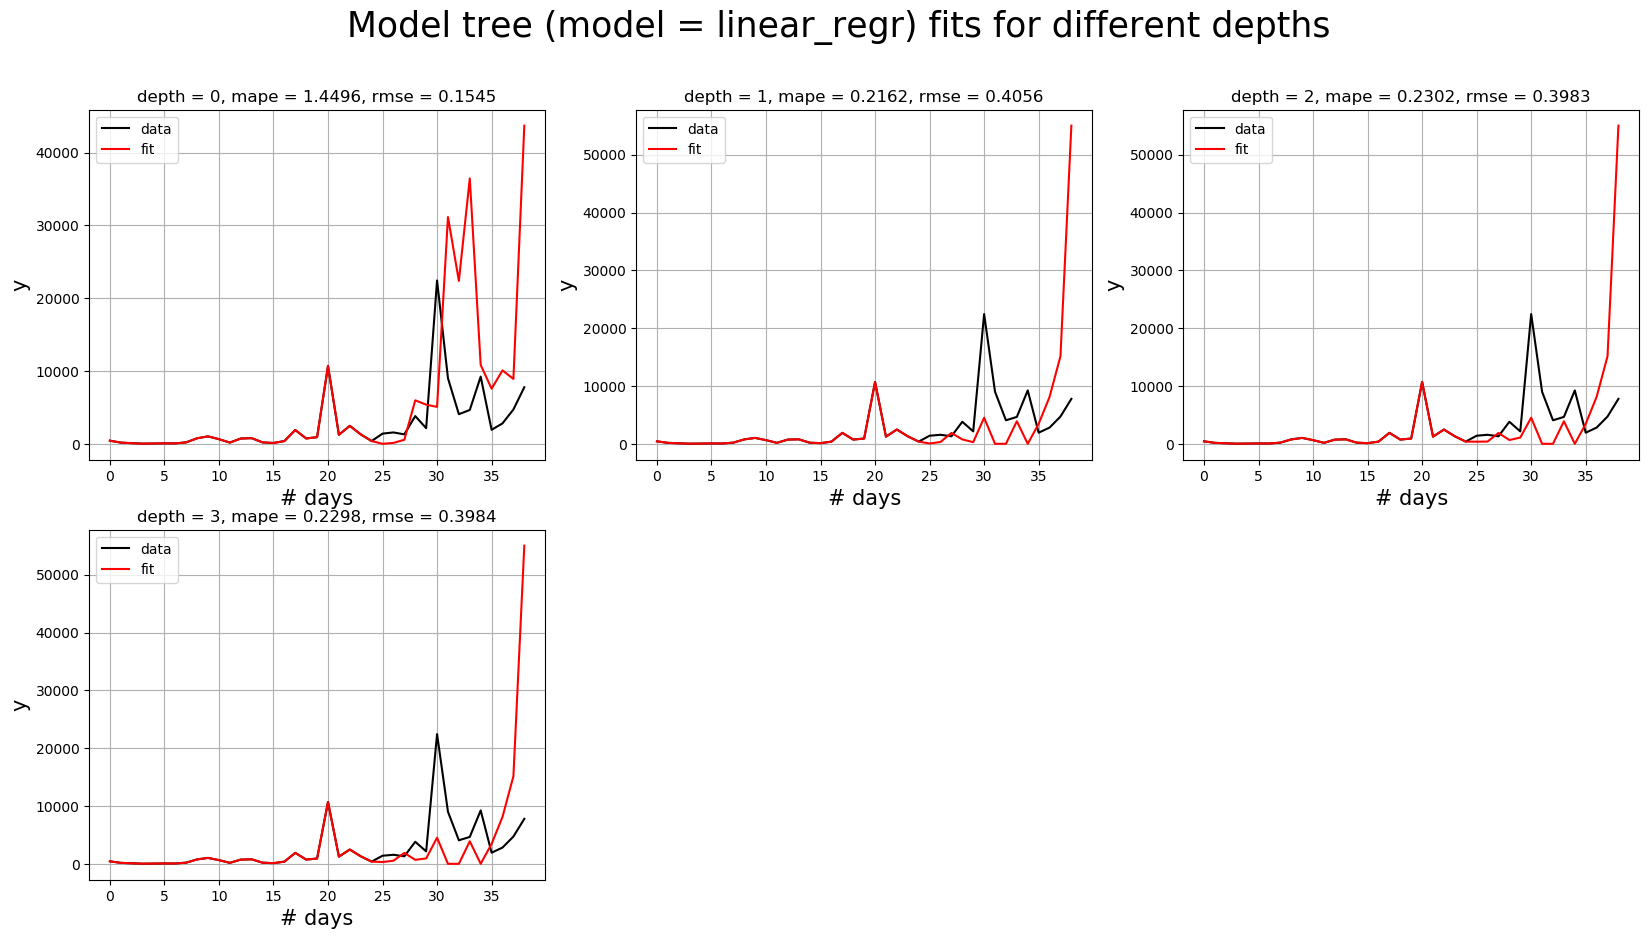 Model tree (model = linear_regr) fits for different depths
depth = 0, mape = 1.4496, rmse = 0.1545
data
fit
40000
30000
20000
10000
0
y
0 5 10 15 20 25 30 35
# days
depth = 1, mape = 0.2162, rmse = 0.4056
data
fit
50000
40000
30000
20000
10000
0
y
0 5 10 15 20 25 30 35
# days
depth = 2, mape = 0.2302, rmse = 0.3983
data
fit
50000
40000
30000
20000
10000
0
y
0 5 10 15 20 25 30 35
# days
depth = 3, mape = 0.2298, rmse = 0.3984
data
fit
50000
40000
30000
20000
10000
0
y
0 5 10 15 20 25 30 35
# days